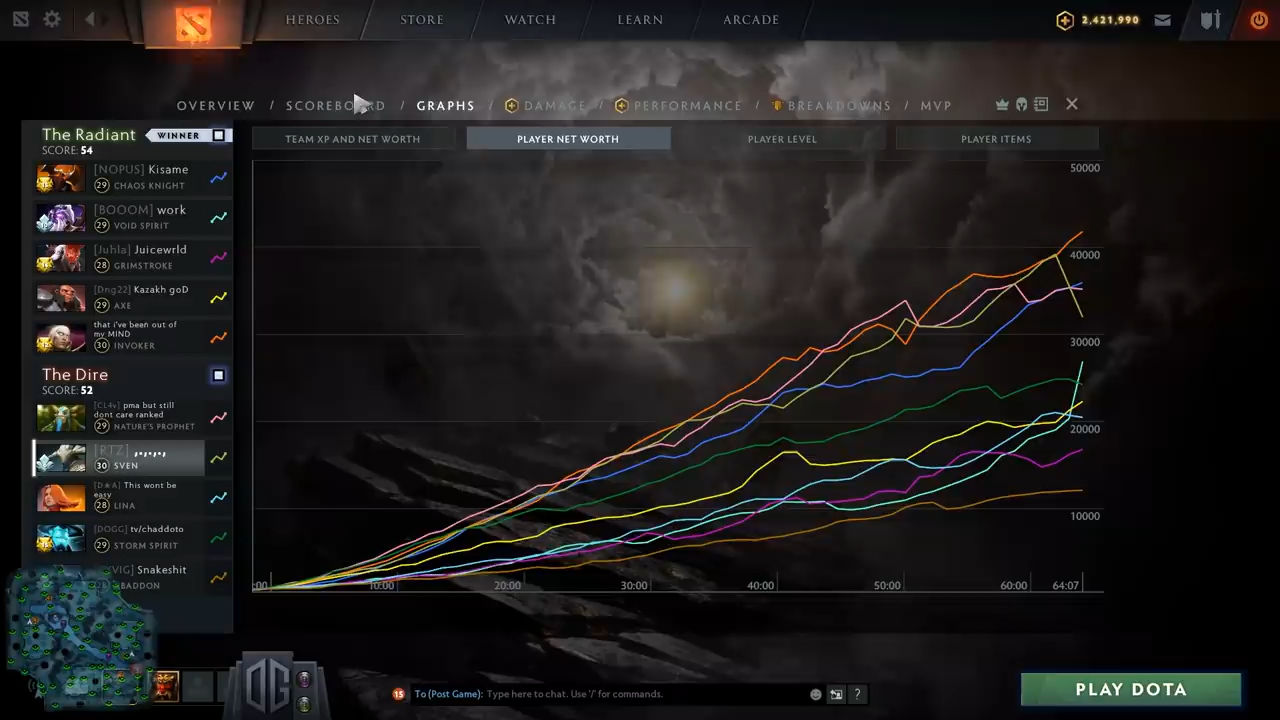 HEROES
STORE
WATCH
LEARN
ARCADE
2,421,990
OVERVIEW / SCOREBOARD / GRAPHS / DAMAGE / PERFORMANCE / BREAKDOWNS / MVP
The Radiant
WINNER
SCORE: 54
TEAM XP AND NET WORTH
PLAYER NET WORTH
PLAYER LEVEL
PLAYER ITEMS
[NOPUS] Kisame
29 CHAOS KNIGHT
[BOOOM] work
29 VOID SPIRIT
[Juhla] Juicewrld
28 GRIMSTROKE
[Dng22] Kazakh goD
29 AXE
that i've been out of
my MIND
30 INVOKER
The Dire
SCORE: 52
[CL4v] pma but still
dont care ranked
29 NATURE'S PROPHET
[RTZ]
30 SVEN
[D★A] This wont be
easy
28 LINA
[DOGG] tv/chaddoto
29 STORM SPIRIT
Snakeshit
50000
40000
30000
20000
10000
:00
10:00
20:00
30:00
40:00
50:00
60:00
64:07
OG
15
To (Post Game): Type here to chat. Use '/' for commands.
?
PLAY DOTA